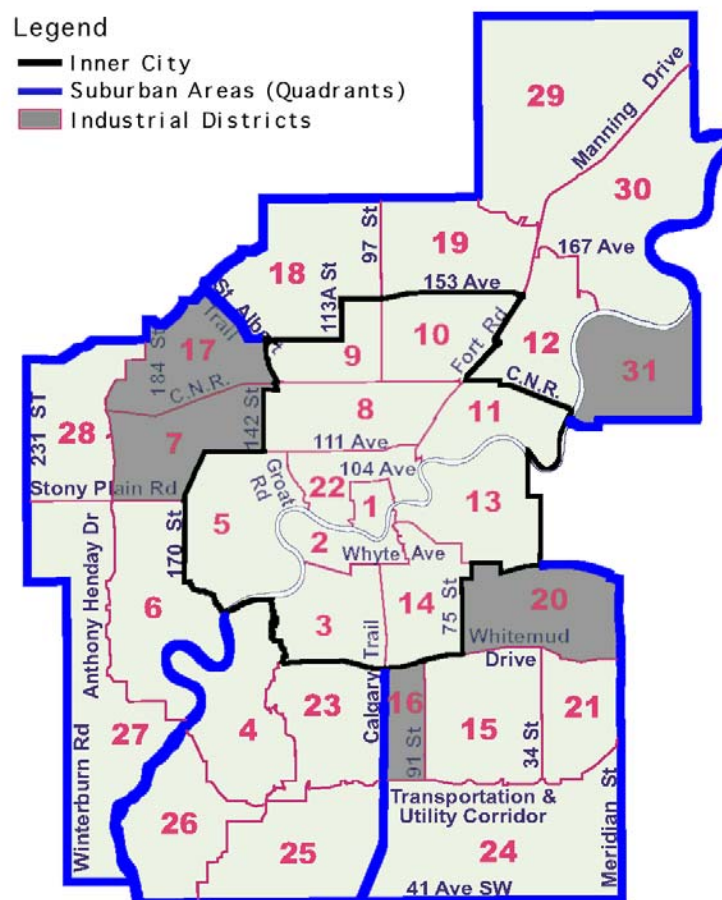 Legend
Inner City
Suburban Areas (Quadrants)
Industrial Districts
29
Manning Drive
30
97 St
19
167 Ave
18
113A St
153 Ave
St Albert Trail
17
184 St
C.N.R.
9
10
Fort Rd
12
C.N.R.
31
231 ST
28
7
142 St
8
111 Ave
11
Stony Plain Rd
Groat Rd
104 Ave
22
1
13
5
2
Whyte Ave
170 St
Anthony Henday Dr
6
3
14
75 St
20
Whitemud
Drive
Calgary Trail
4
23
16
91 St
15
34 St
21
27
Winterburn Rd
26
25
Transportation &
Utility Corridor
24
Meridian St
41 Ave SW